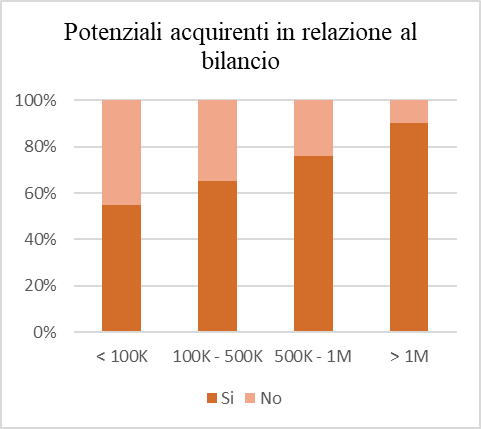 Potenziali acquirenti in relazione al
bilancio
100%
80%
60%
40%
20%
0%
< 100K 100K - 500K 500K - 1M > 1M
Si No